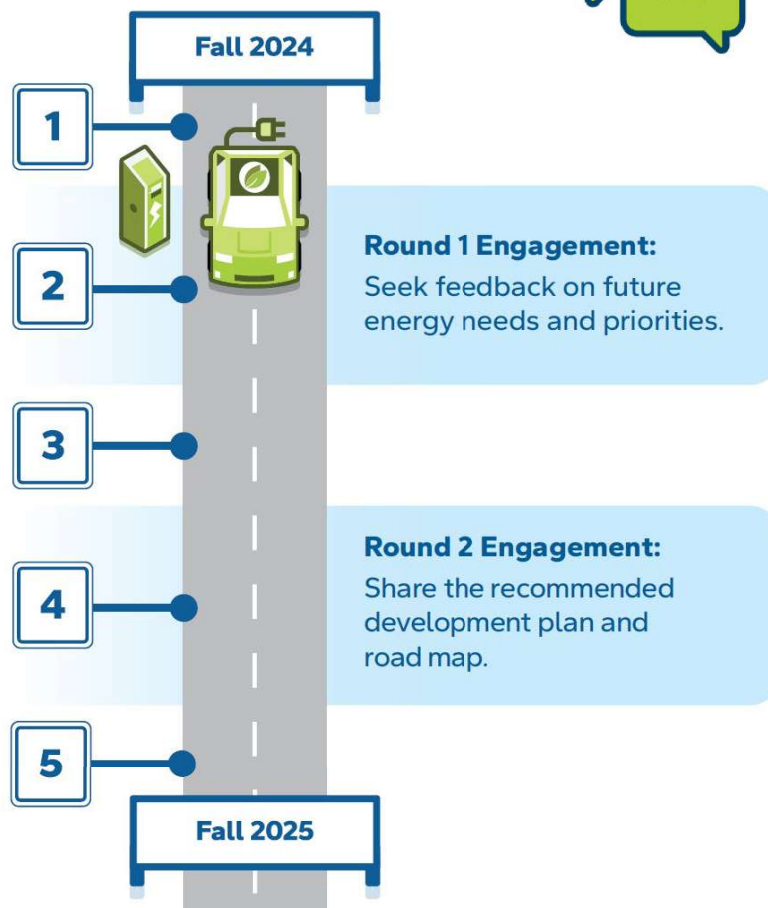 Fall 2024
1
2
Round 1 Engagement:
Seek feedback on future
energy needs and priorities.
3
4
Round 2 Engagement:
Share the recommended
development plan and
road map.
5
Fall 2025